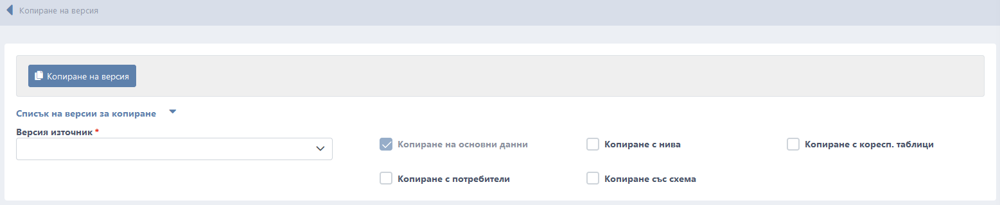 Копиране на версия
Копиране на версия
Списък на версии за копиране
Версия източник *
Копиране на основни данни
Копиране с нива
Копиране с кoресп. таблици
Копиране с потребители
Копиране със схема